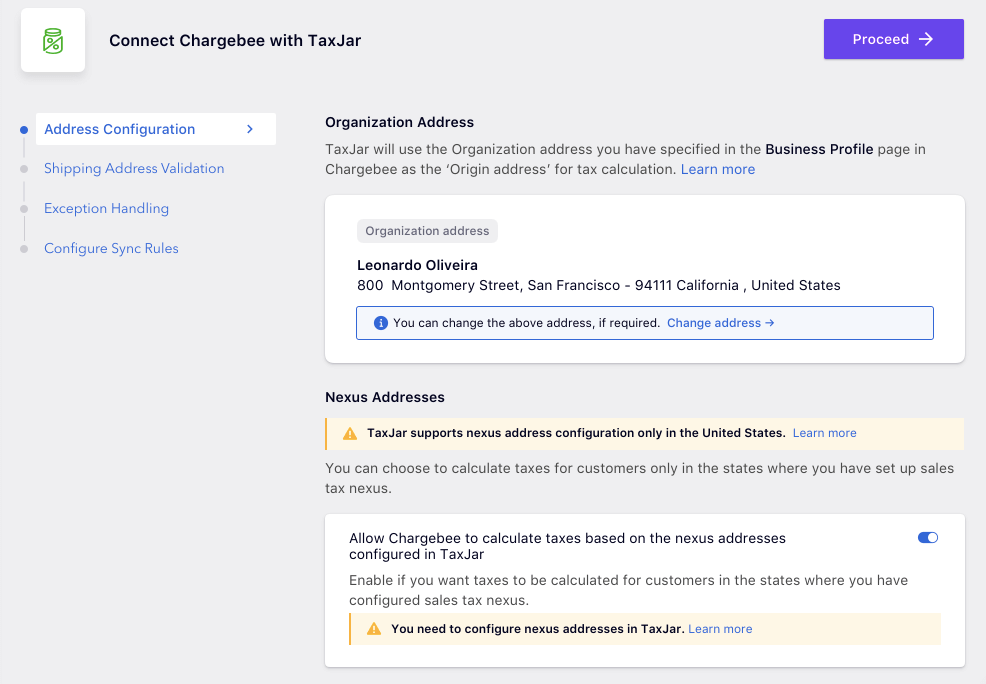 Connect Chargebee with TaxJar
Proceed →
Address Configuration
Shipping Address Validation
Exception Handling
Configure Sync Rules
Organization Address
TaxJar will use the Organization address you have specified in the Business Profile page in
Chargebee as the ‘Origin address’ for tax calculation. Learn more
Organization address
Leonardo Oliveira
800 Montgomery Street, San Francisco - 94111 California , United States
You can change the above address, if required. Change address →
Nexus Addresses
TaxJar supports nexus address configuration only in the United States. Learn more
You can choose to calculate taxes for customers only in the states where you have set up sales
tax nexus.
Allow Chargebee to calculate taxes based on the nexus addresses
configured in TaxJar
Enable if you want taxes to be calculated for customers in the states where you have
configured sales tax nexus.
You need to configure nexus addresses in TaxJar. Learn more